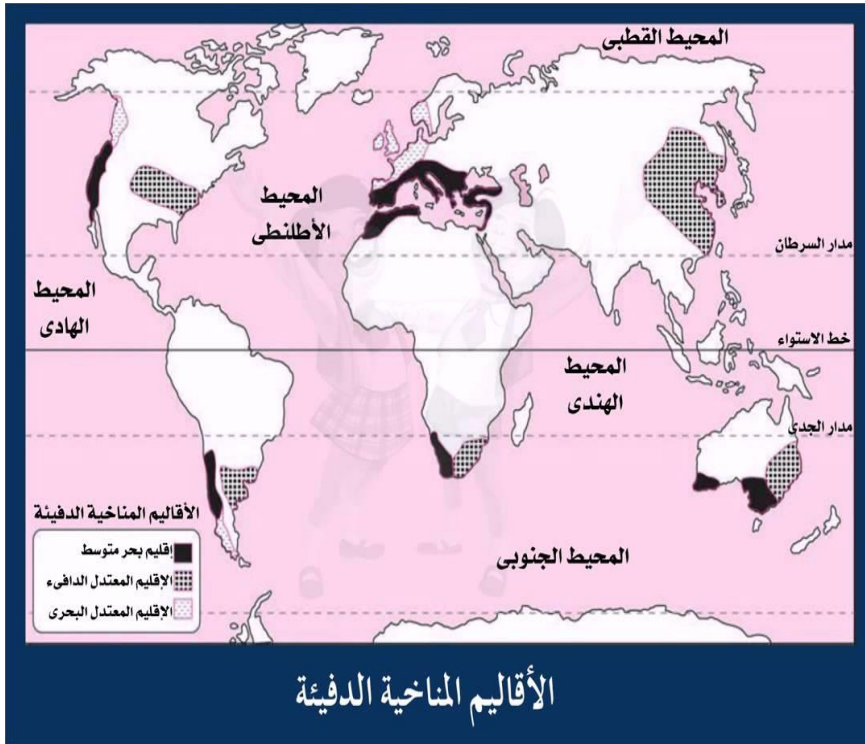 المحيط القطبى
المحيط
الأطلنطى
مدار السرطان
المحيط
الهادى
خط الاستواء
المحيط
الهندى
مدار الجدى
الأقاليم المناخية الدفيئة
إقليم بحر متوسط
الإقليم المعتدل الدافىء
الإقليم المعتدل البحرى
المحيط الجنوبى
الأقاليم المناخية الدفيئة